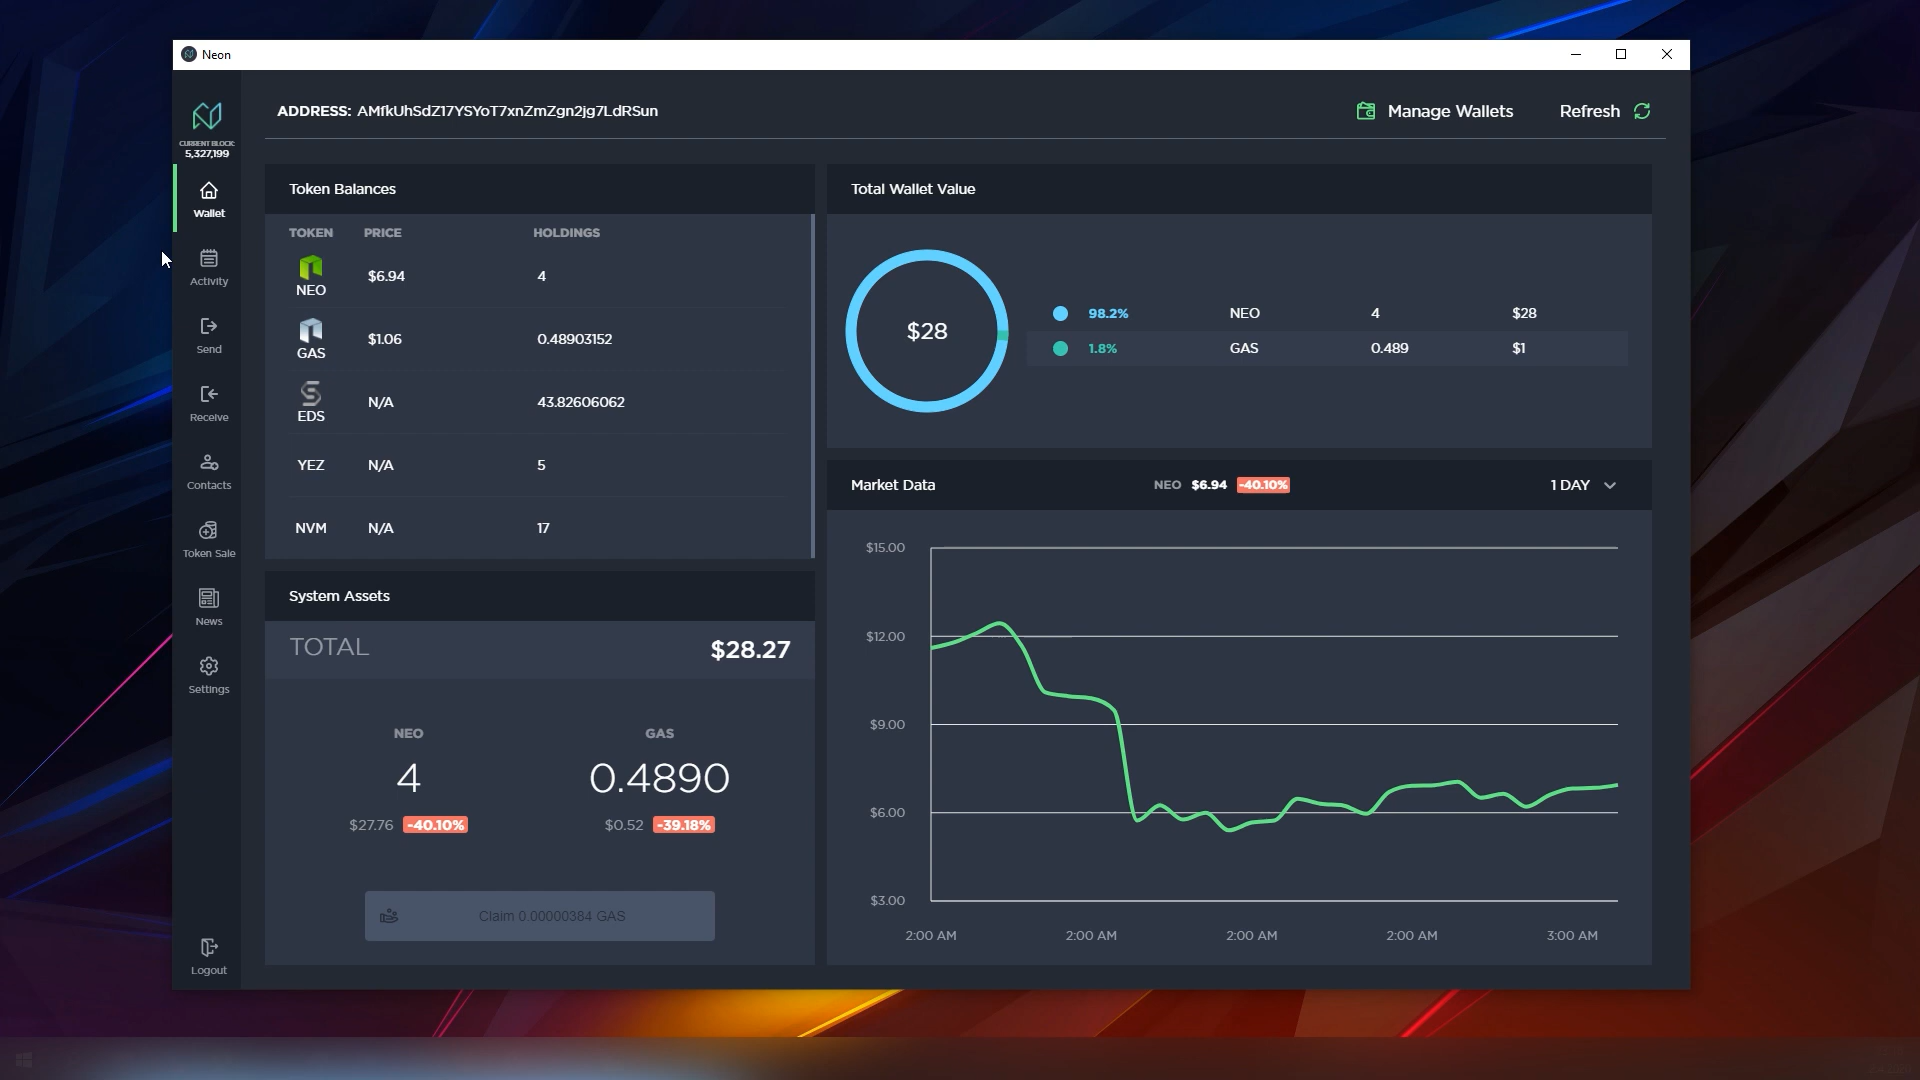 Neon
ADDRESS: AMfkUhSdZ17YSYoT7xnZmZgn2jg7LdRSun
Manage Wallets
Refresh
CURRENT BLOCK:
5,327,199
Wallet
Activity
Send
Receive
Contacts
Token Sale
News
Settings
Logout
Token Balances
TOKEN PRICE HOLDINGS
NEO $6.94 4
GAS $1.06 0.48903152
EDS N/A 43.82606062
YEZ N/A 5
NVM N/A 17
System Assets
TOTAL $28.27
NEO GAS
4 0.4890
$27.76 -40.10% $0.52 -39.18%
Claim 0.00000384 GAS
Total Wallet Value
$28
98.2% NEO 4 $28
1.8% GAS 0.489 $1
Market Data NEO $6.94 -40.10% 1 DAY
$15.00
$12.00
$9.00
$6.00
$3.00
2:00 AM 2:00 AM 2:00 AM 2:00 AM 3:00 AM